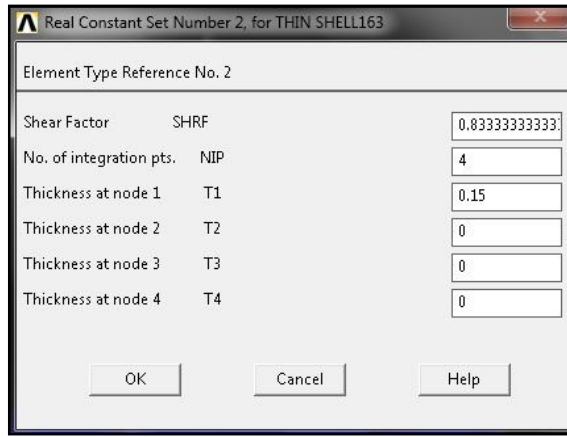 Real Constant Set Number 2, for THIN SHELL163
Element Type Reference No. 2
Shear Factor SHRF 0.83333333333
No. of integration pts. NIP 4
Thickness at node 1 T1 0.15
Thickness at node 2 T2 0
Thickness at node 3 T3 0
Thickness at node 4 T4 0
OK Cancel Help